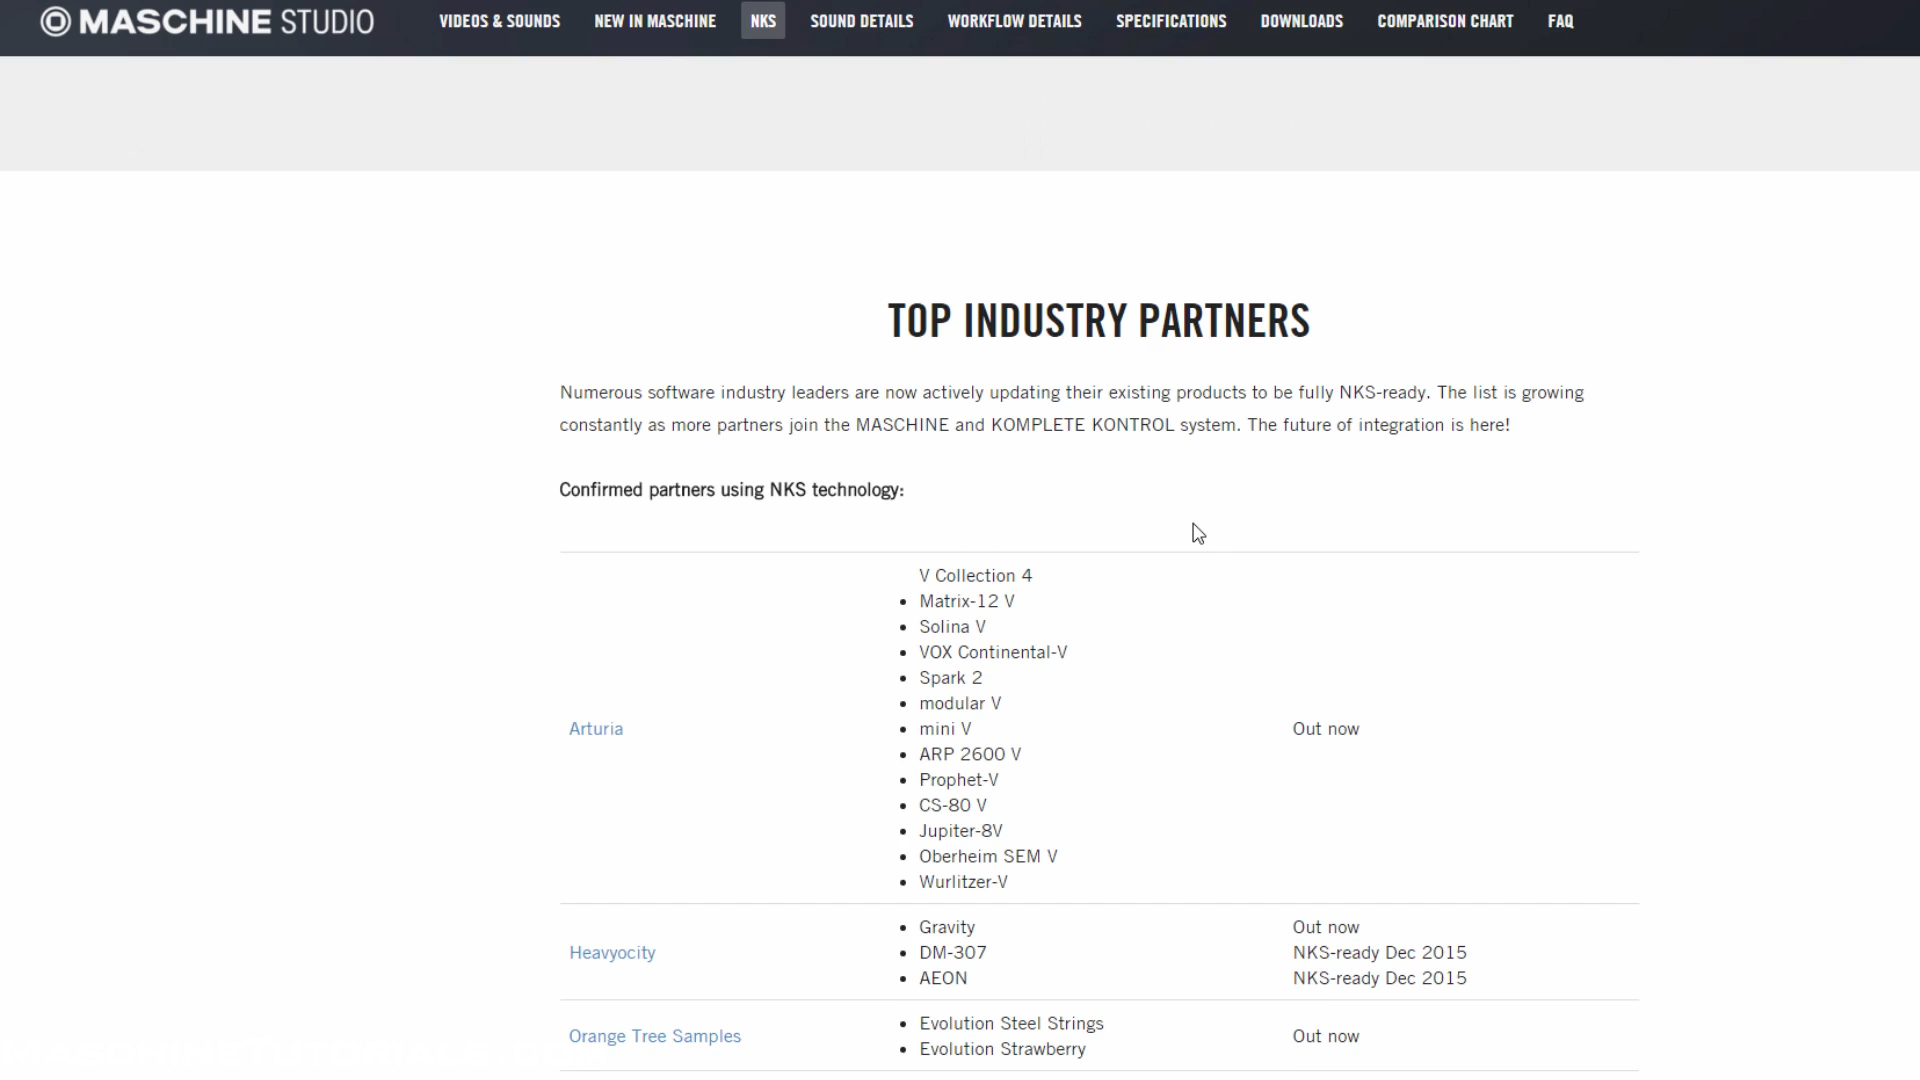 MASCHINE STUDIO
VIDEOS & SOUNDS NEW IN MASCHINE NKS SOUND DETAILS WORKFLOW DETAILS SPECIFICATIONS DOWNLOADS COMPARISON CHART FAQ
TOP INDUSTRY PARTNERS
Numerous software industry leaders are now actively updating their existing products to be fully NKS-ready. The list is growing
constantly as more partners join the MASCHINE and KOMPLETE KONTROL system. The future of integration is here!
Confirmed partners using NKS technology:
V Collection 4
• Matrix-12 V
• Solina V
• VOX Continental-V
• Spark 2
• modular V
Arturia • mini V Out now
• ARP 2600 V
• Prophet-V
• CS-80 V
• Jupiter-8V
• Oberheim SEM V
• Wurlitzer-V
• Gravity Out now
Heavyocity • DM-307 NKS-ready Dec 2015
• AEON NKS-ready Dec 2015
• Evolution Steel Strings
Orange Tree Samples Out now
• Evolution Strawberry